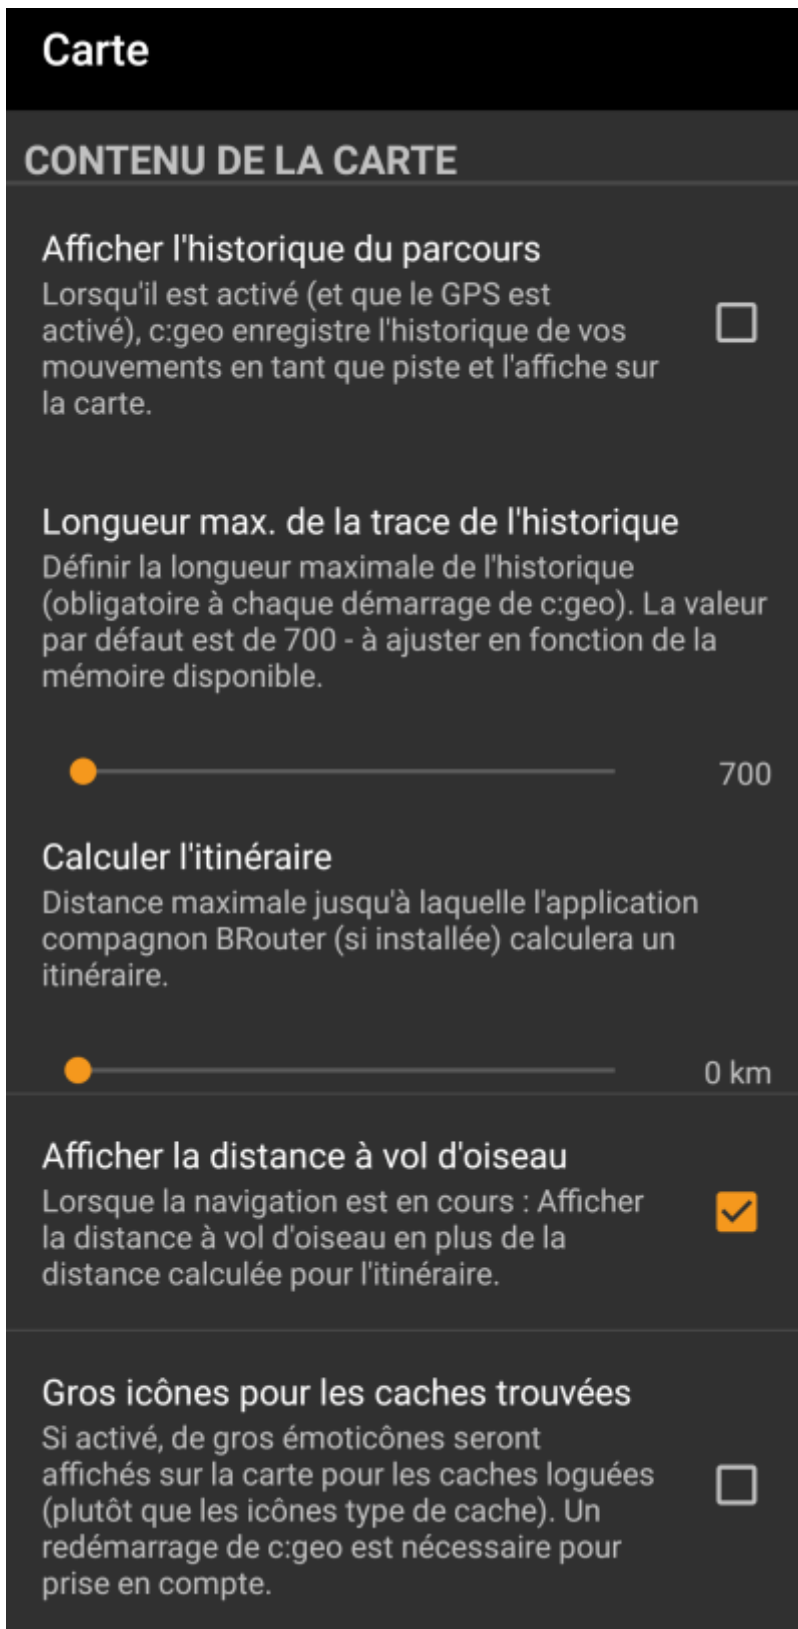 Carte
CONTENU DE LA CARTE
Afficher l'historique du parcours
Lorsqu'il est activé (et que le GPS est
activé), c:geo enregistre l'historique de vos
mouvements en tant que piste et l'affiche sur
la carte.
Longueur max. de la trace de l'historique
Définir la longueur maximale de l'historique
(obligatoire à chaque démarrage de c:geo). La valeur
par défaut est de 700 - à ajuster en fonction de la
mémoire disponible.
700
Calculer l'itinéraire
Distance maximale jusqu'à laquelle l'application
compagnon BRouter (si installée) calculera un
itinéraire.
0 km
Afficher la distance à vol d'oiseau
Lorsque la navigation est en cours : Afficher
la distance à vol d'oiseau en plus de la
distance calculée pour l'itinéraire.
Gros icônes pour les caches trouvées
Si activé, de gros émoticônes seront
affichés sur la carte pour les caches loguées
(plutôt que les icônes type de cache). Un
redémarrage de c:geo est nécessaire pour
prise en compte.